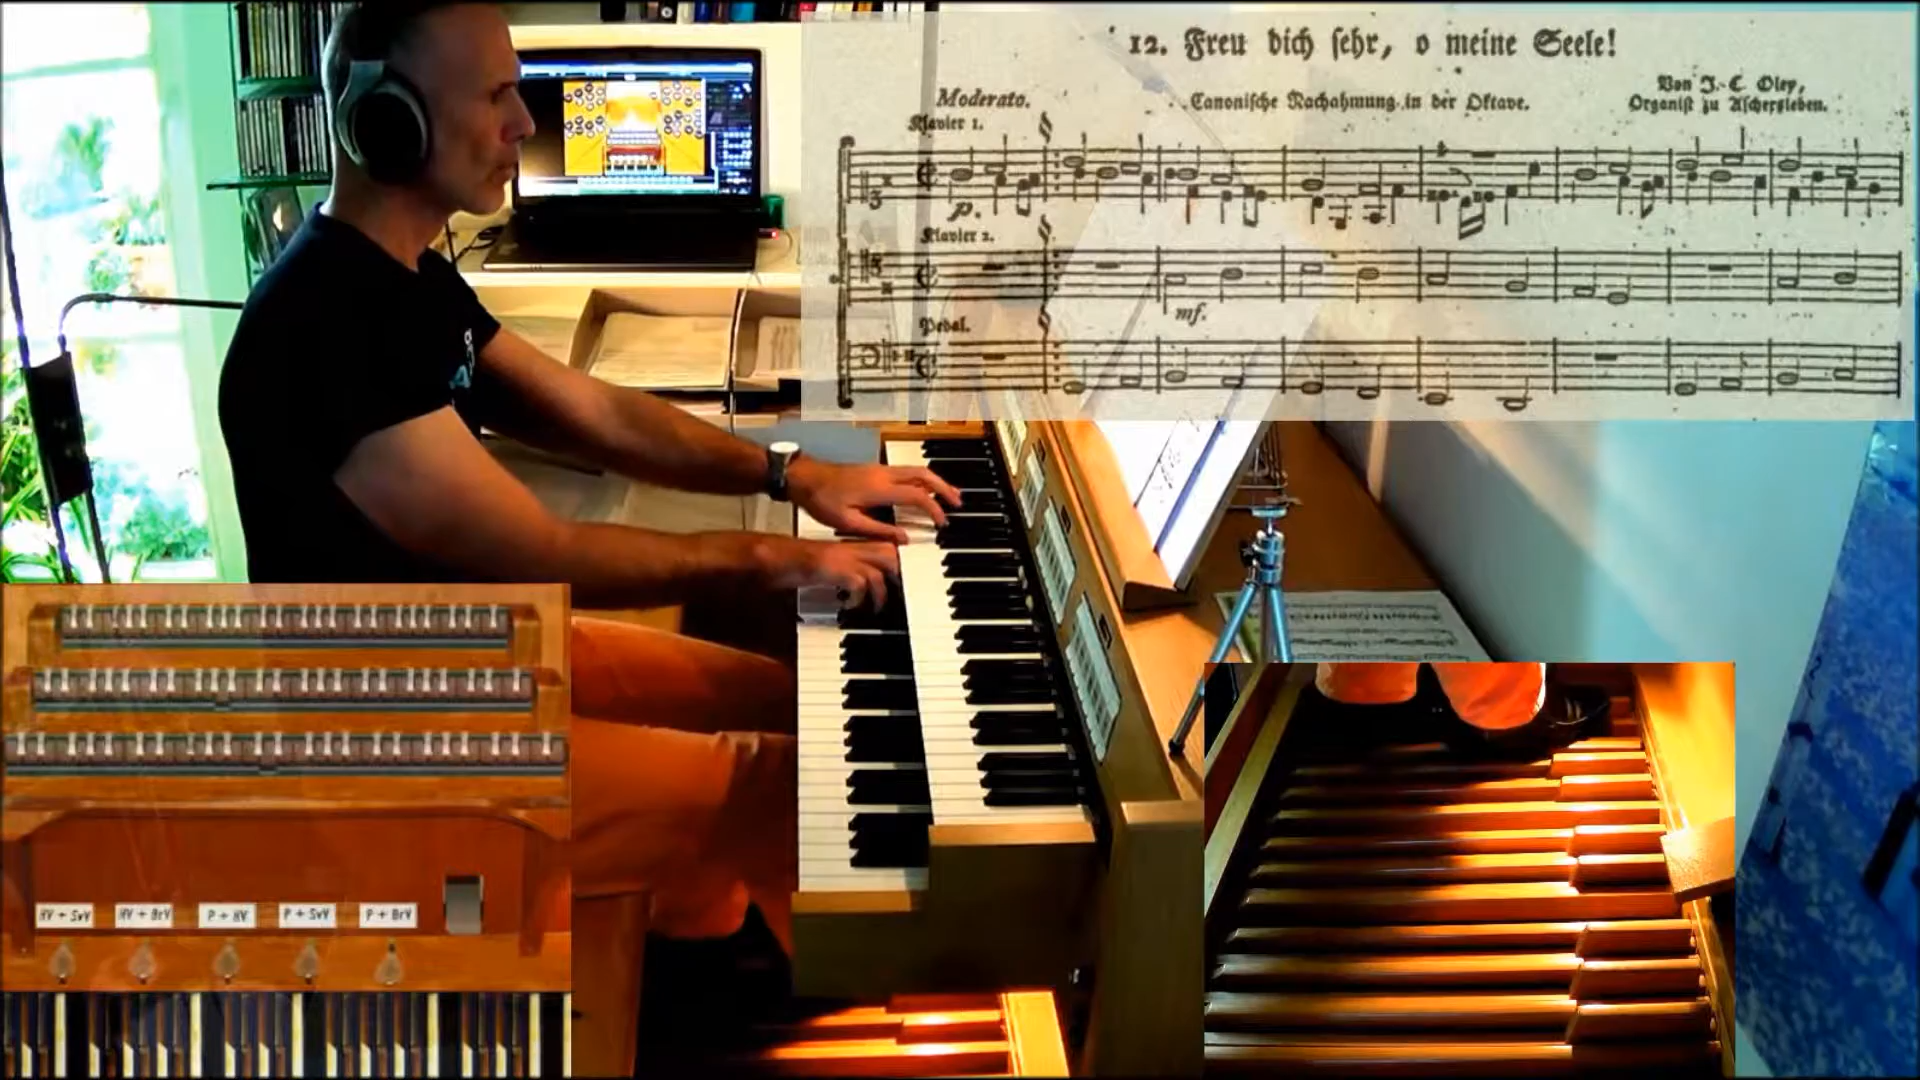 12. Freu dich sehr, o meine Seele!
Von J. C. Oley,
Moderato.
Canonische Nachahmung in der Oktave.
Organist zu Aschersleben.
Klavier 1.
p.
Klavier 2.
mf.
Pedal.
HV + SwV
HV + BrV
P + HV
P + SwV
P + BrV